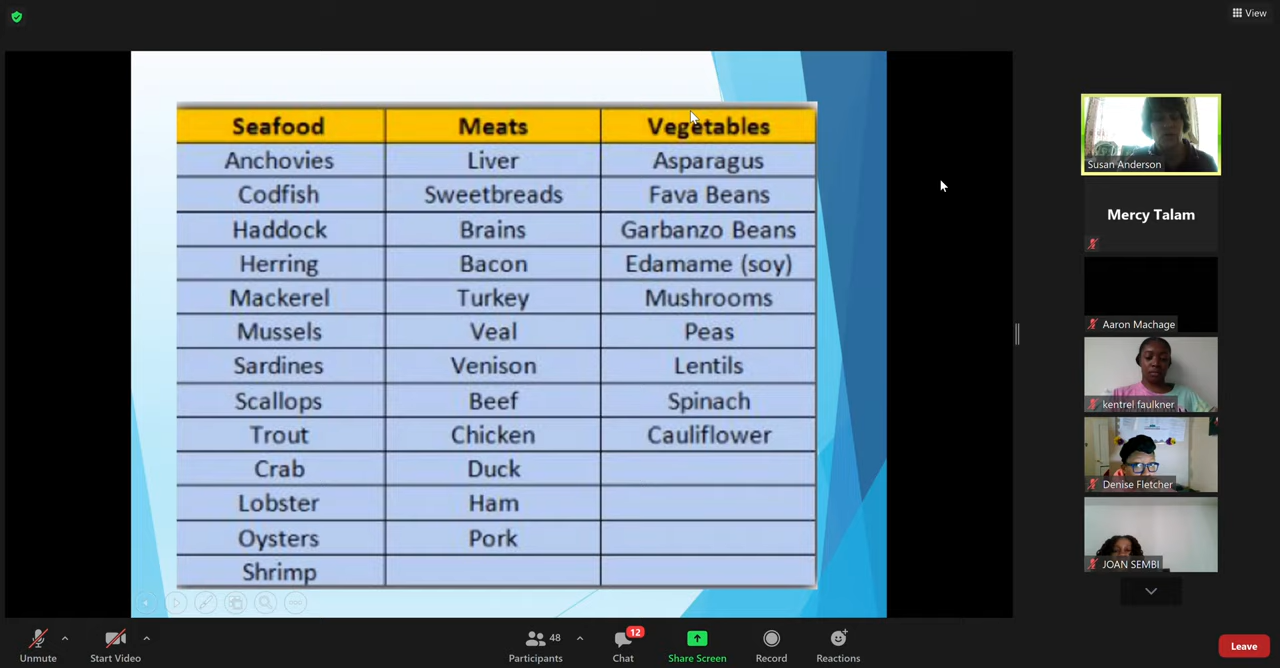 View
Seafood Meats Vegetables
Anchovies Liver Asparagus
Codfish Sweetbreads Fava Beans
Haddock Brains Garbanzo Beans
Herring Bacon Edamame (soy)
Mackerel Turkey Mushrooms
Mussels Veal Peas
Sardines Venison Lentils
Scallops Beef Spinach
Trout Chicken Cauliflower
Crab Duck
Lobster Ham
Oysters Pork
Shrimp
Susan Anderson
Mercy Talam
Aaron Machage
kentrel faulkner
Denise Fletcher
JOAN SEMBI
48 12
Unmute Start Video Participants Chat Share Screen Record Reactions Leave